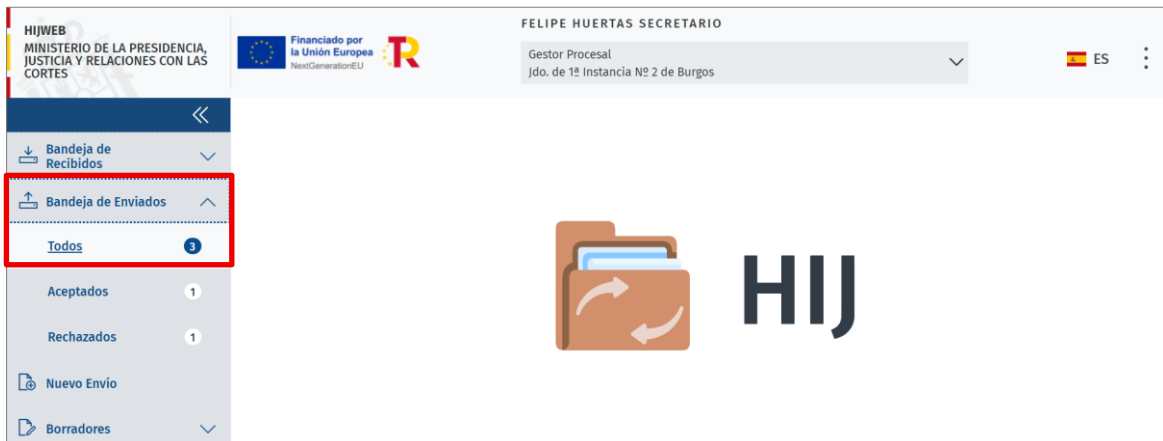 HIJWEB
MINISTERIO DE LA PRESIDENCIA,
JUSTICIA Y RELACIONES CON LAS
CORTES
Financiado por
la Unión Europea
NextGenerationEU
FELIPE HUERTAS SECRETARIO
Gestor Procesal
Jdo. de 1ª Instancia Nº 2 de Burgos
ES
Bandeja de
Recibidos
Bandeja de Enviados
Todos 3
Aceptados 1
Rechazados 1
Nuevo Envío
Borradores
HIJ